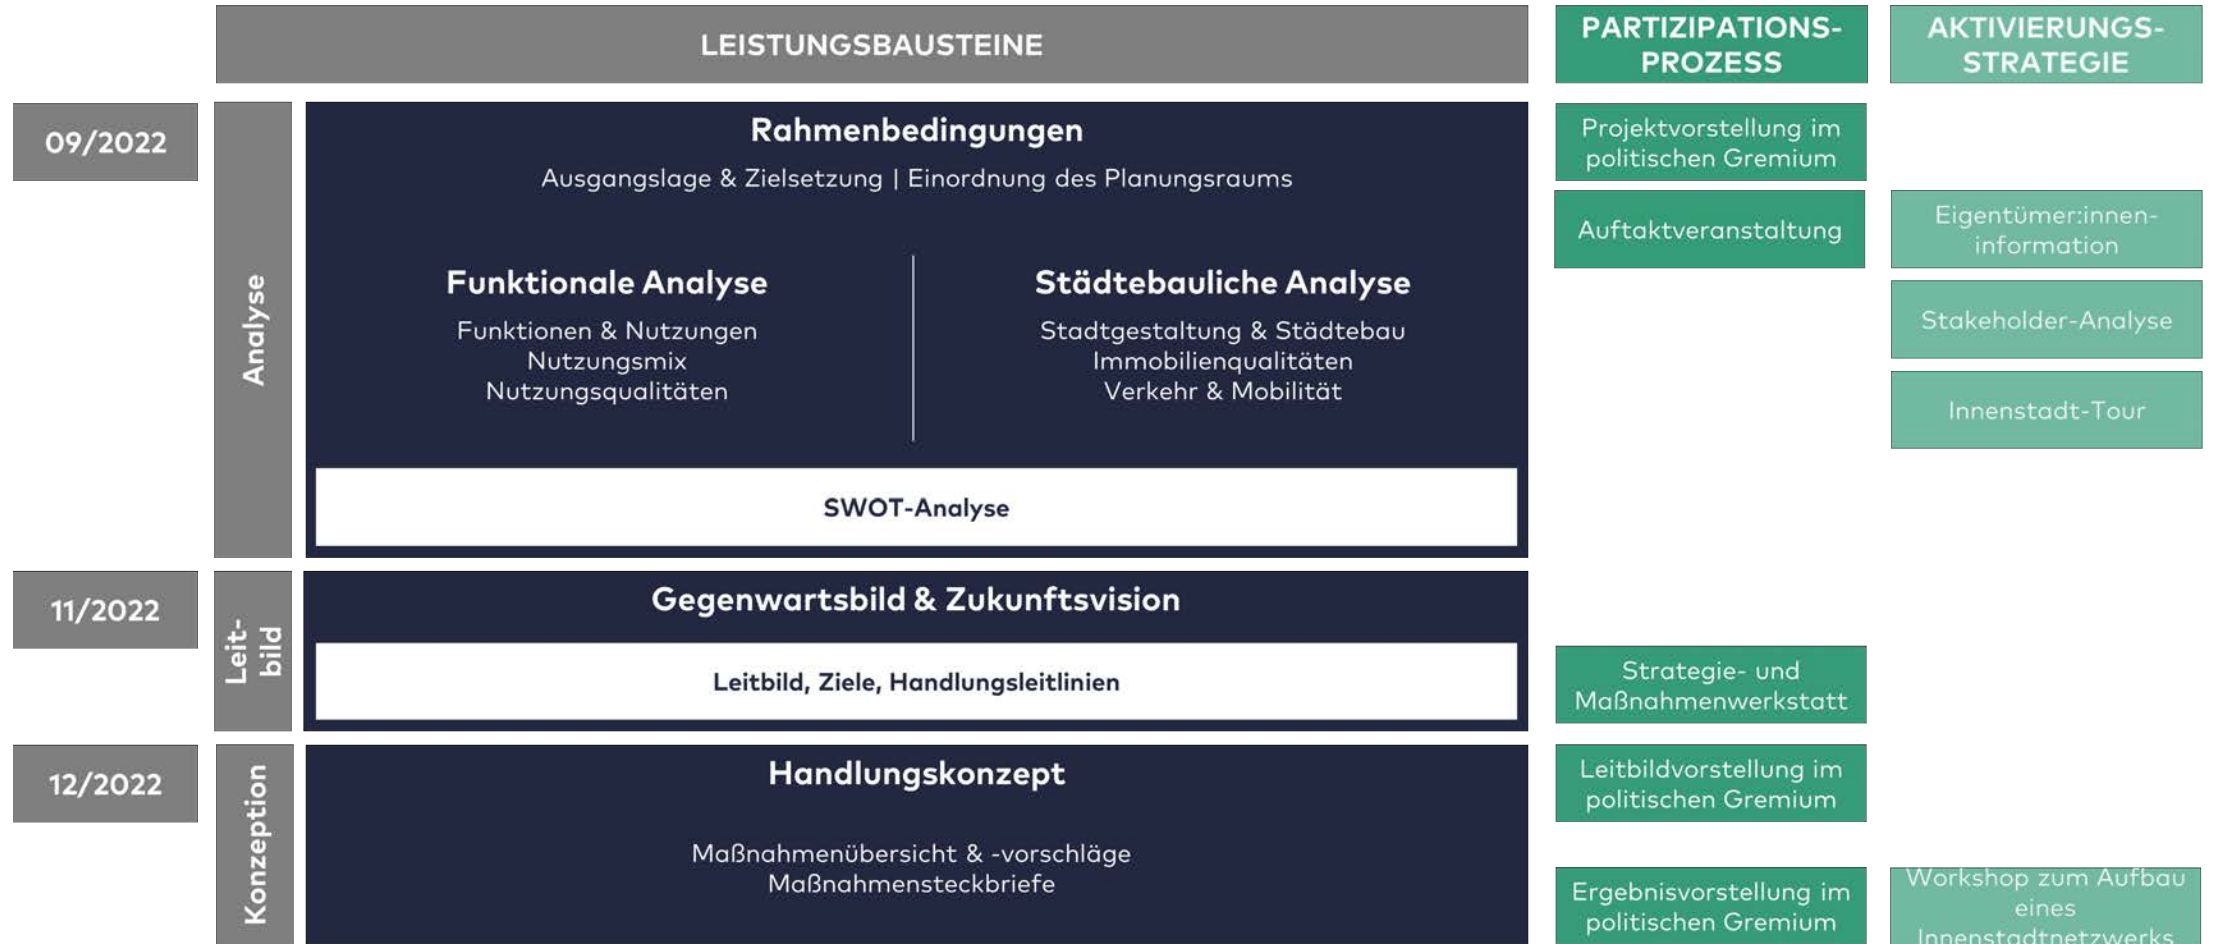 LEISTUNGSBAUSTEINE
PARTIZIPATIONS-
PROZESS
AKTIVIERUNGS-
STRATEGIE
09/2022
Analyse
Rahmenbedingungen
Ausgangslage & Zielsetzung | Einordnung des Planungsraums
Funktionale Analyse
Funktionen & Nutzungen
Nutzungsmix
Nutzungsqualitäten
Städtebauliche Analyse
Stadtgestaltung & Städtebau
Immobilienqualitäten
Verkehr & Mobilität
SWOT-Analyse
Projektvorstellung im
politischen Gremium
Auftaktveranstaltung
Eigentümer:innen-
information
Stakeholder-Analyse
Innenstadt-Tour
11/2022
Leit-
bild
Gegenwartsbild & Zukunftsvision
Leitbild, Ziele, Handlungsleitlinien
Strategie- und
Maßnahmenwerkstatt
12/2022
Konzeption
Handlungskonzept
Maßnahmenübersicht & -vorschläge
Maßnahmensteckbriefe
Leitbildvorstellung im
politischen Gremium
Ergebnisvorstellung im
politischen Gremium
Workshop zum Aufbau
eines
Innenstadtnetzwerks